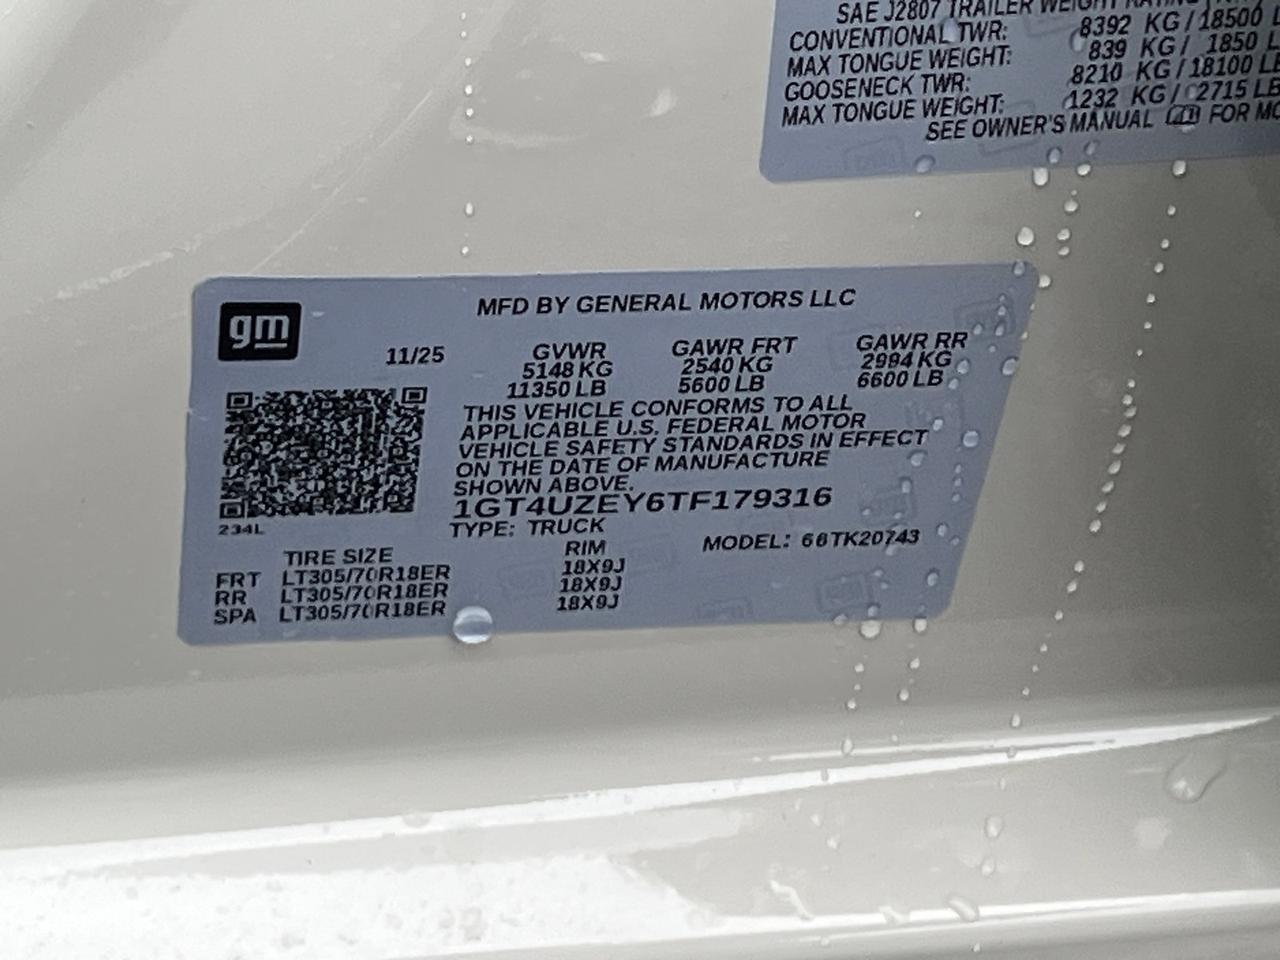 SAE J2807 TRAILER WEIGHT RATING
CONVENTIONAL TWR: 8392 KG / 18500
MAX TONGUE WEIGHT: 839 KG / 1850 L
GOOSENECK TWR: 8210 KG / 18100 LB
MAX TONGUE WEIGHT: 1232 KG / 2715 LB
SEE OWNER'S MANUAL FOR MO
gm
MFD BY GENERAL MOTORS LLC
11/25 GVWR GAWR FRT GAWR RR
5148 KG 2540 KG 2994 KG
11350 LB 5600 LB 6600 LB
THIS VEHICLE CONFORMS TO ALL
APPLICABLE U.S. FEDERAL MOTOR
VEHICLE SAFETY STANDARDS IN EFFECT
ON THE DATE OF MANUFACTURE
SHOWN ABOVE.
1GT4UZEY6TF179316
234L
TYPE: TRUCK MODEL: TK20743
TIRE SIZE RIM
FRT LT305/70R18ER 18X9J
RR LT305/70R18ER 18X9J
SPA LT305/70R18ER 18X9J